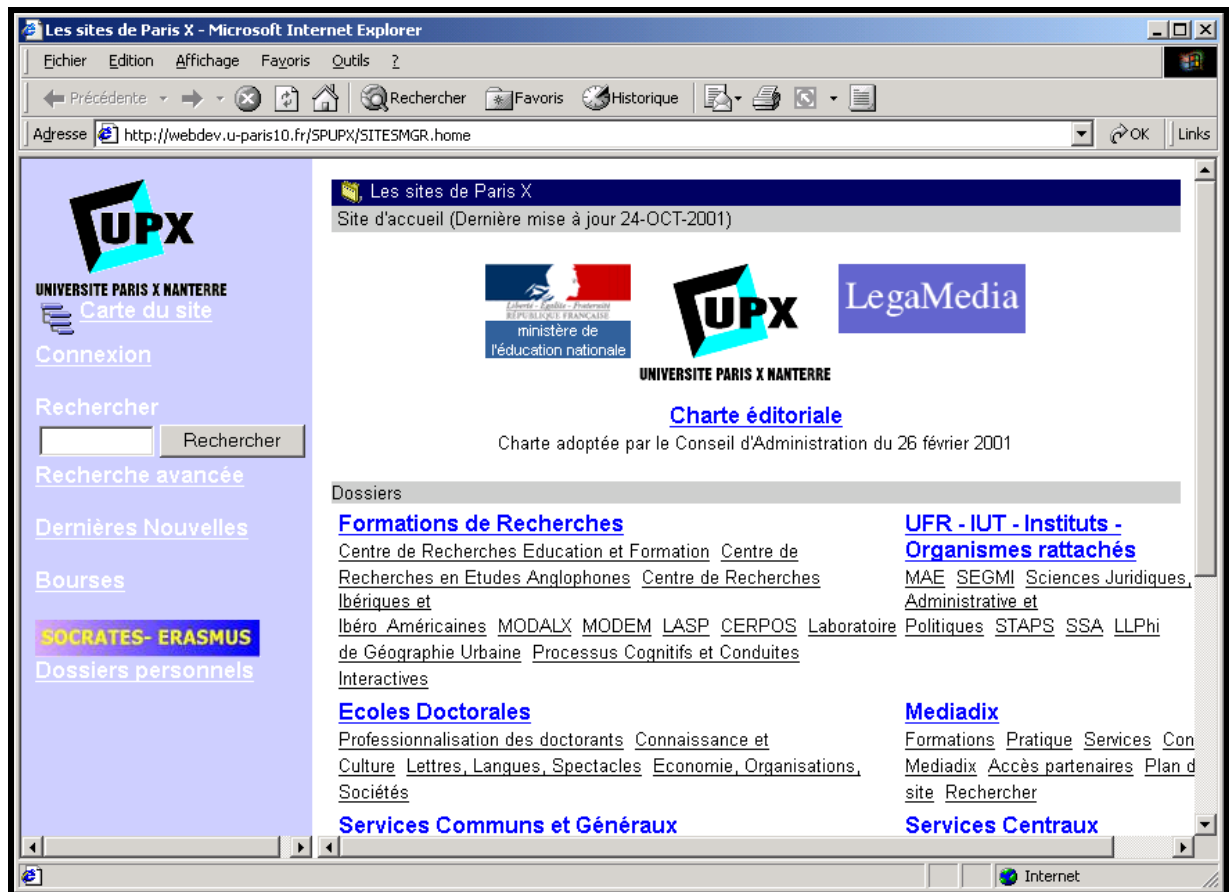 Les sites de Paris X - Microsoft Internet Explorer
Fichier Edition Affichage Favoris Outils ?
Précédente Rechercher Favoris Historique
Adresse http://webdev.u-paris10.fr/SPUPX/SITESMGR.home OK Links
UPX
UNIVERSITE PARIS X NANTERRE
Carte du site
Connexion
Rechercher
Rechercher
Recherche avancée
Dernières Nouvelles
Bourses
SOCRATES- ERASMUS
Dossiers personnels
Les sites de Paris X
Site d'accueil (Dernière mise à jour 24-OCT-2001)
Liberté - Égalité - Fraternité
RÉPUBLIQUE FRANÇAISE
ministère de
l'éducation nationale
UPX
UNIVERSITE PARIS X NANTERRE
LegaMedia
Charte éditoriale
Charte adoptée par le Conseil d'Administration du 26 février 2001
Dossiers
Formations de Recherches
Centre de Recherches Education et Formation Centre de
Recherches en Etudes Anglophones Centre de Recherches
Ibériques et
Ibéro Américaines MODALX MODEM LASP CERPOS Laboratoire
de Géographie Urbaine Processus Cognitifs et Conduites
Interactives
UFR - IUT - Instituts -
Organismes rattachés
MAE SEGMI Sciences Juridiques,
Administrative et
Politiques STAPS SSA LLPhi
Ecoles Doctorales
Professionnalisation des doctorants Connaissance et
Culture Lettres, Langues, Spectacles Economie, Organisations,
Sociétés
Mediadix
Formations Pratique Services Con
Mediadix Accès partenaires Plan d
site Rechercher
Services Communs et Généraux
Services Centraux
Internet